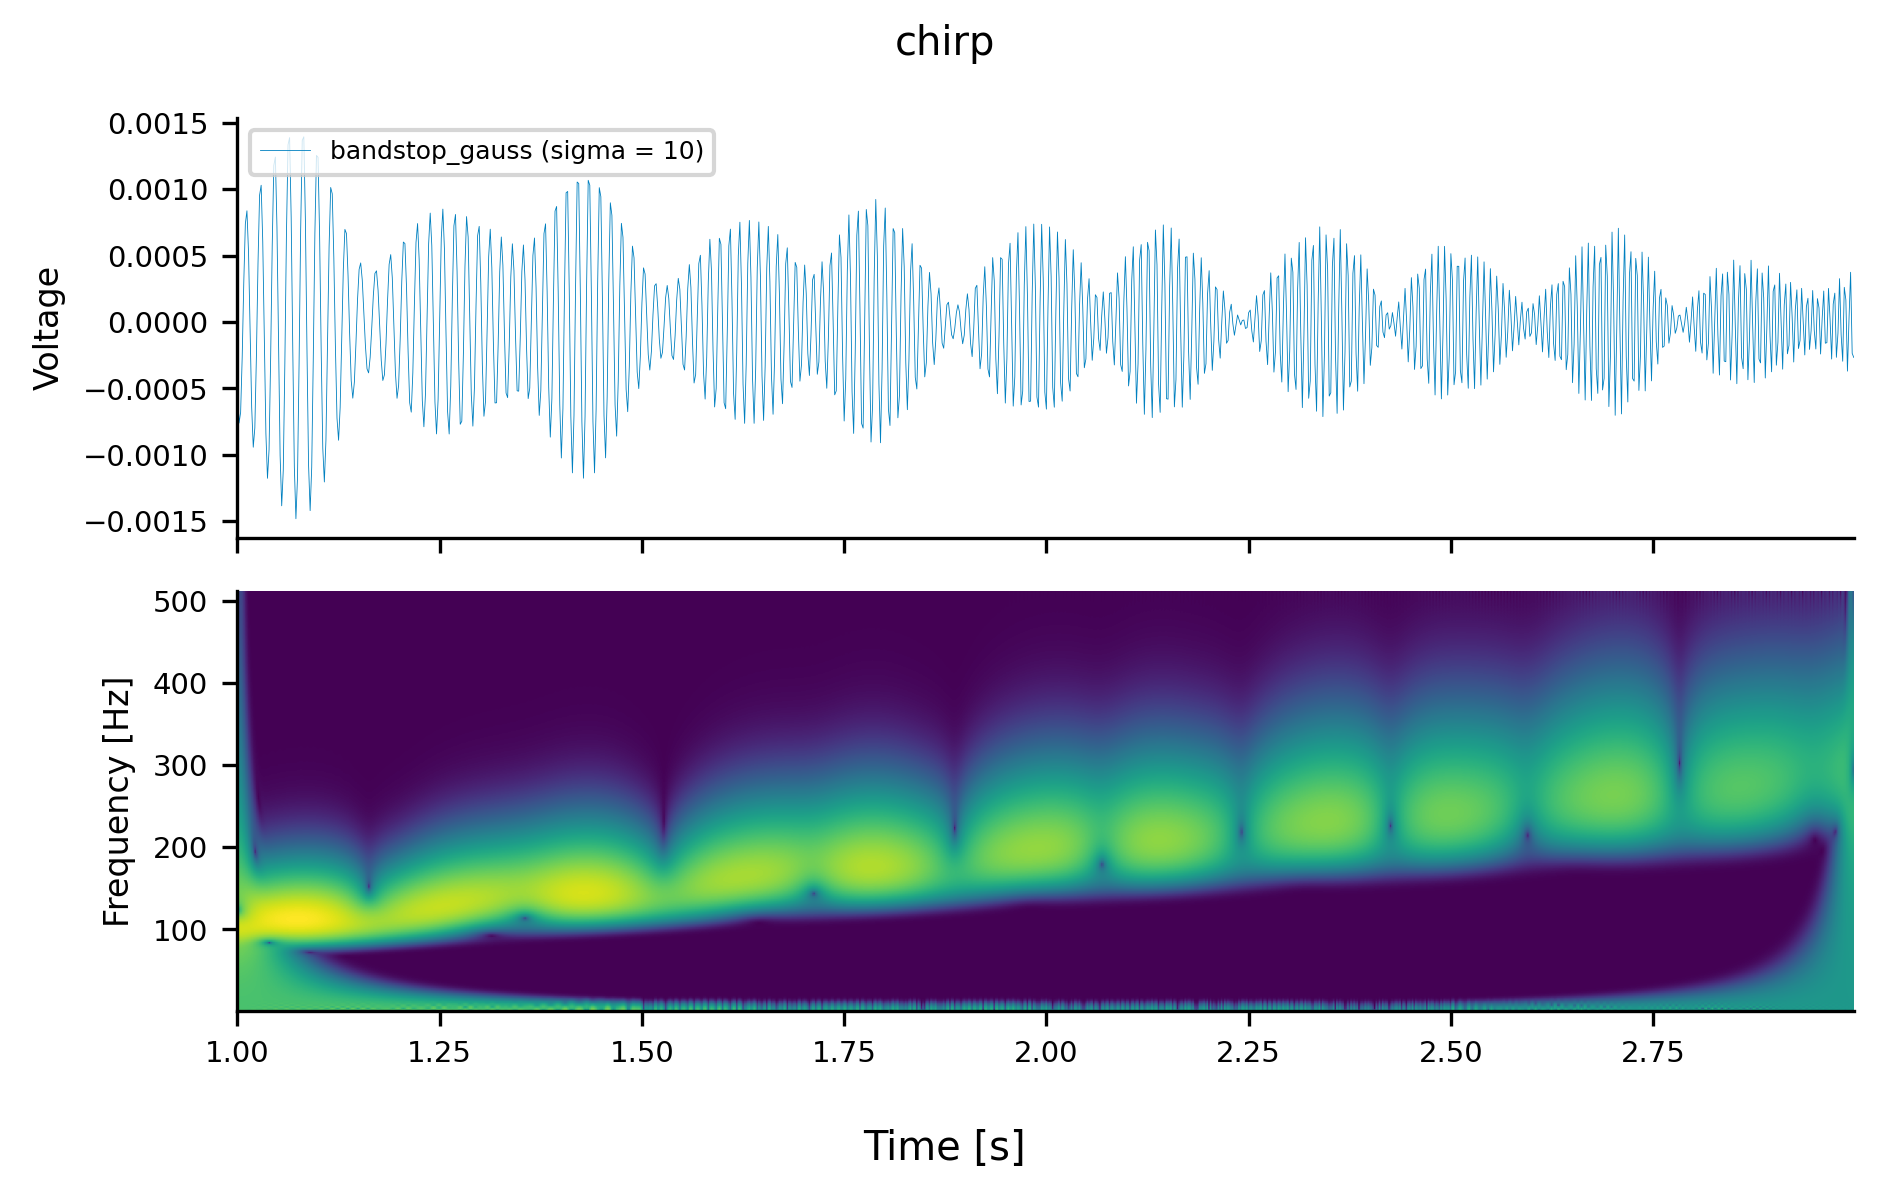 chirp
Voltage
0.0015
0.0010
0.0005
0.0000
−0.0005
−0.0010
−0.0015
bandstop_gauss (sigma = 10)
Frequency [Hz]
500
400
300
200
100
1.00 1.25 1.50 1.75 2.00 2.25 2.50 2.75
Time [s]